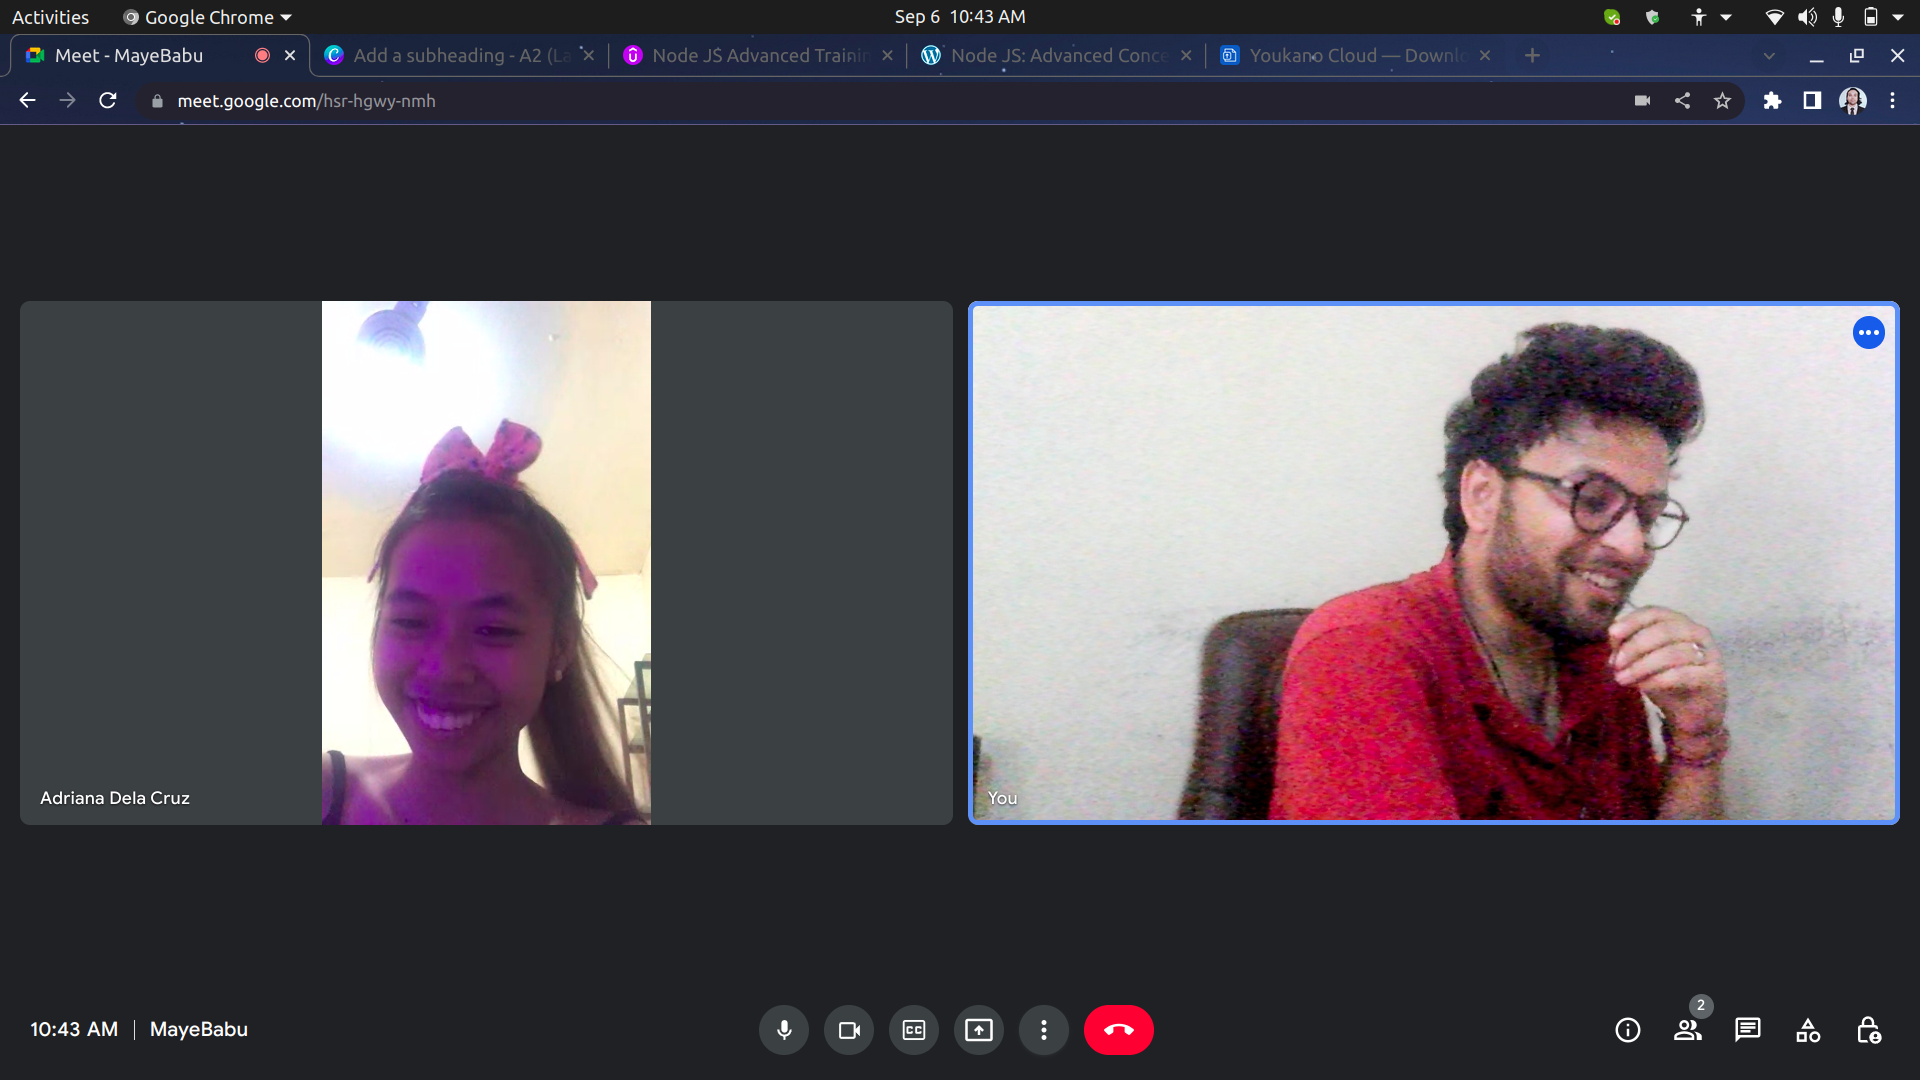 Activities
Google Chrome
Sep 6 10:43 AM
Meet - MayeBabu
Add a subheading - A2 (La
Node JS Advanced Trainin
Node JS: Advanced Conce
Youkano Cloud — Downlo
meet.google.com/hsr-hgwy-nmh
Adriana Dela Cruz
You
10:43 AM
MayeBabu
CC
2